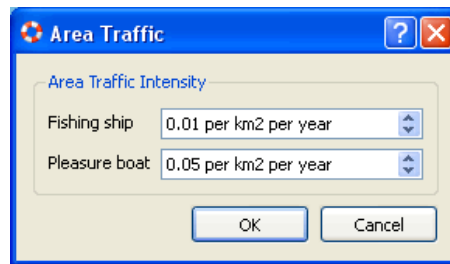 Area Traffic
Area Traffic Intensity
Fishing ship 0.01 per km2 per year
Pleasure boat 0.05 per km2 per year
OK Cancel